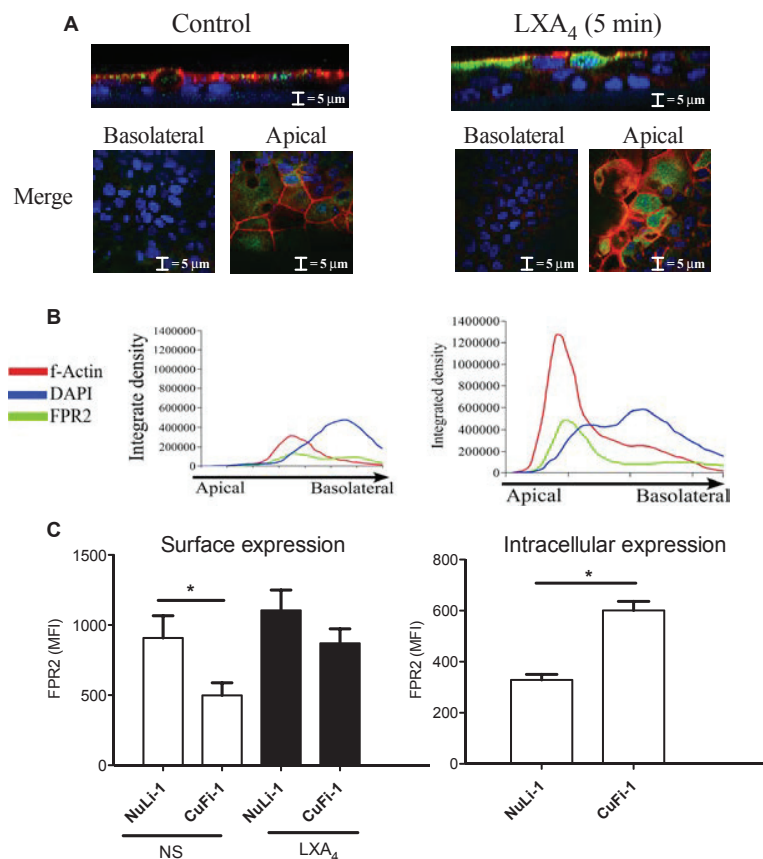 A
Control
LXA4 (5 min)
= 5 μm
= 5 μm
Basolateral
Apical
Basolateral
Apical
Merge
= 5 μm
= 5 μm
= 5 μm
= 5 μm
B
f-Actin
DAPI
FPR2
Integrate density
1400000
1200000
1000000
800000
600000
400000
200000
0
Apical
Basolateral
Integrated density
1400000
1200000
1000000
800000
600000
400000
200000
0
Apical
Basolateral
C
Surface expression
FPR2 (MFI)
1500
1000
500
0
*
NuLi-1
CuFi-1
NuLi-1
CuFi-1
NS
LXA4
Intracellular expression
FPR2 (MFI)
800
600
400
200
0
*
NuLi-1
CuFi-1